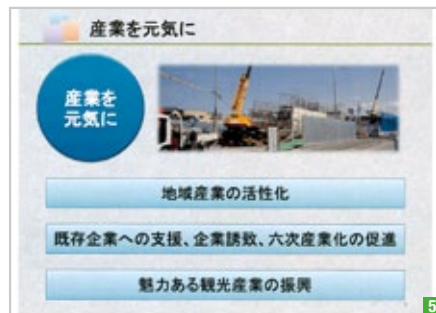 産業を元気に
産業を
元気に
地域産業の活性化
既存企業への支援、企業誘致、六次産業化の促進
魅力ある観光産業の振興
5